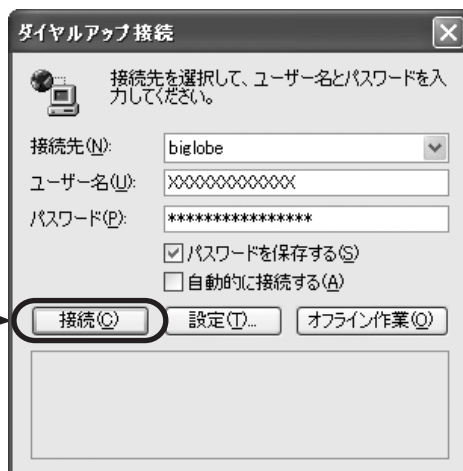 ダイヤルアップ接続
接続先を選択して、ユーザー名とパスワードを入
力してください。
接続先(N): biglobe
ユーザー名(U): XXXXXXXXXXXXX
パスワード(P): ****************
パスワードを保存する(S)
自動的に接続する(A)
接続(C) 設定(T)... オフライン作業(O)